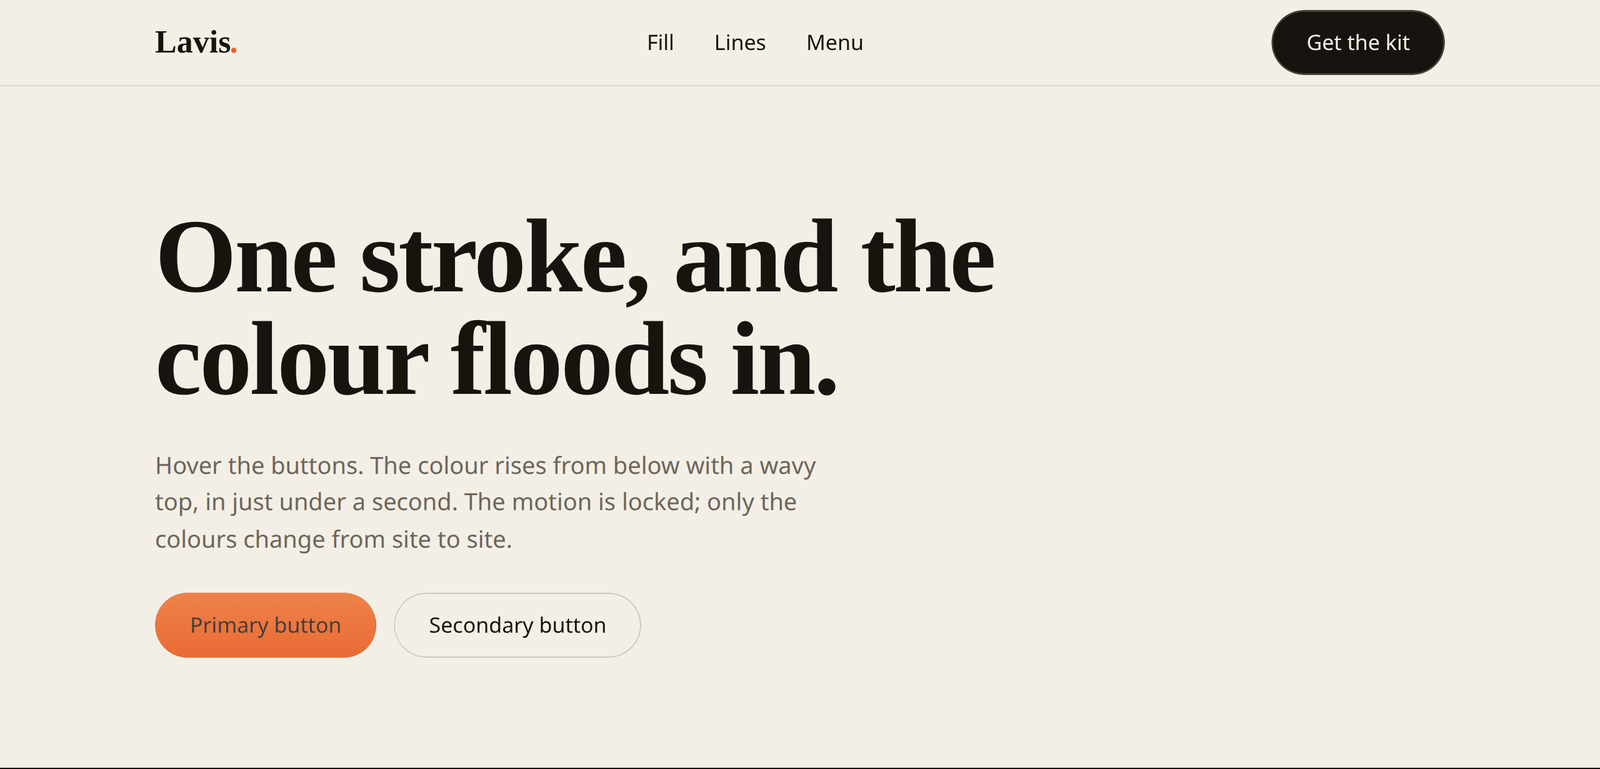 Lavis.
Fill
Lines
Menu
Get the kit
One stroke, and the
colour floods in.
Hover the buttons. The colour rises from below with a wavy
top, in just under a second. The motion is locked; only the
colours change from site to site.
Primary button
Secondary button